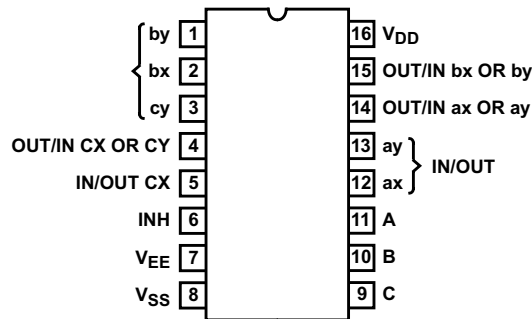 by 1
bx 2
cy 3
OUT/IN CX OR CY 4
IN/OUT CX 5
INH 6
VEE 7
VSS 8
16 VDD
15 OUT/IN bx OR by
14 OUT/IN ax OR ay
13 ay
12 ax
IN/OUT
11 A
10 B
9 C